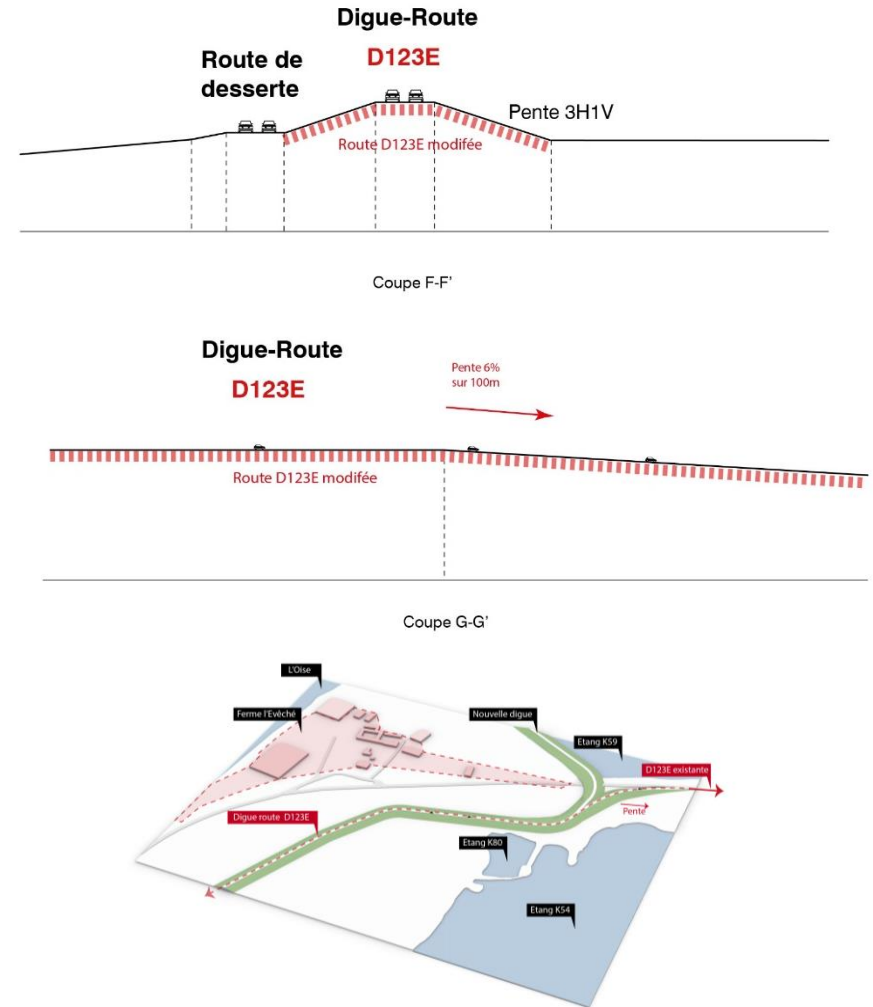 Digue-Route
D123E
Route de
desserte
Pente 3H1V
Route D123E modifée
Coupe F-F'
Digue-Route
D123E
Pente 6%
sur 100m
Route D123E modifée
Coupe G-G'
L'Oise
Ferme l'Evêché
Nouvelle digue
Etang K59
D123E existante
Pente
Digue route D123E
Etang K80
Etang K54